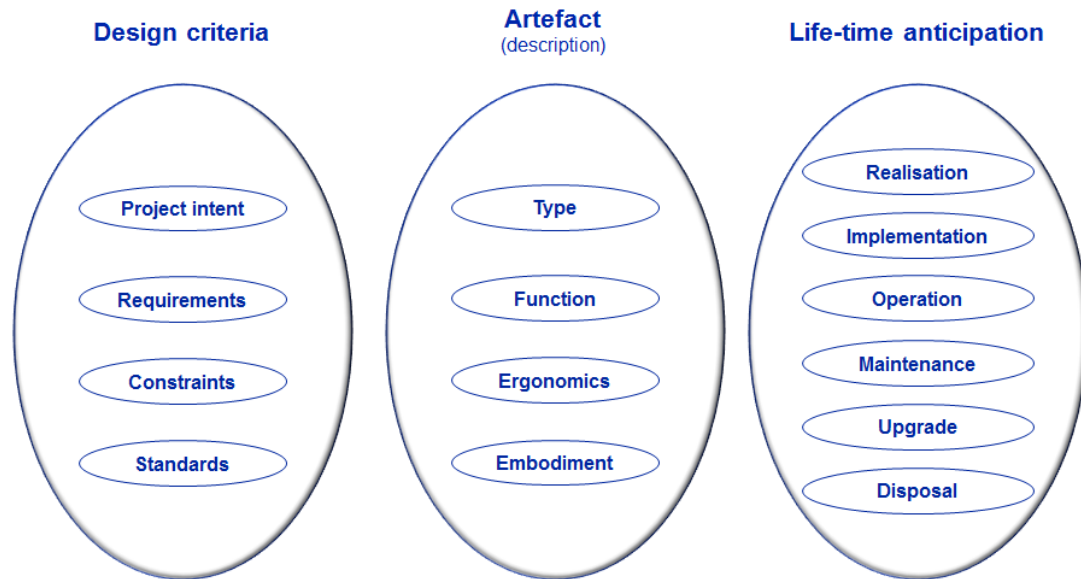 Design criteria
Project intent
Requirements
Constraints
Standards
Artefact
(description)
Type
Function
Ergonomics
Embodiment
Life-time anticipation
Realisation
Implementation
Operation
Maintenance
Upgrade
Disposal